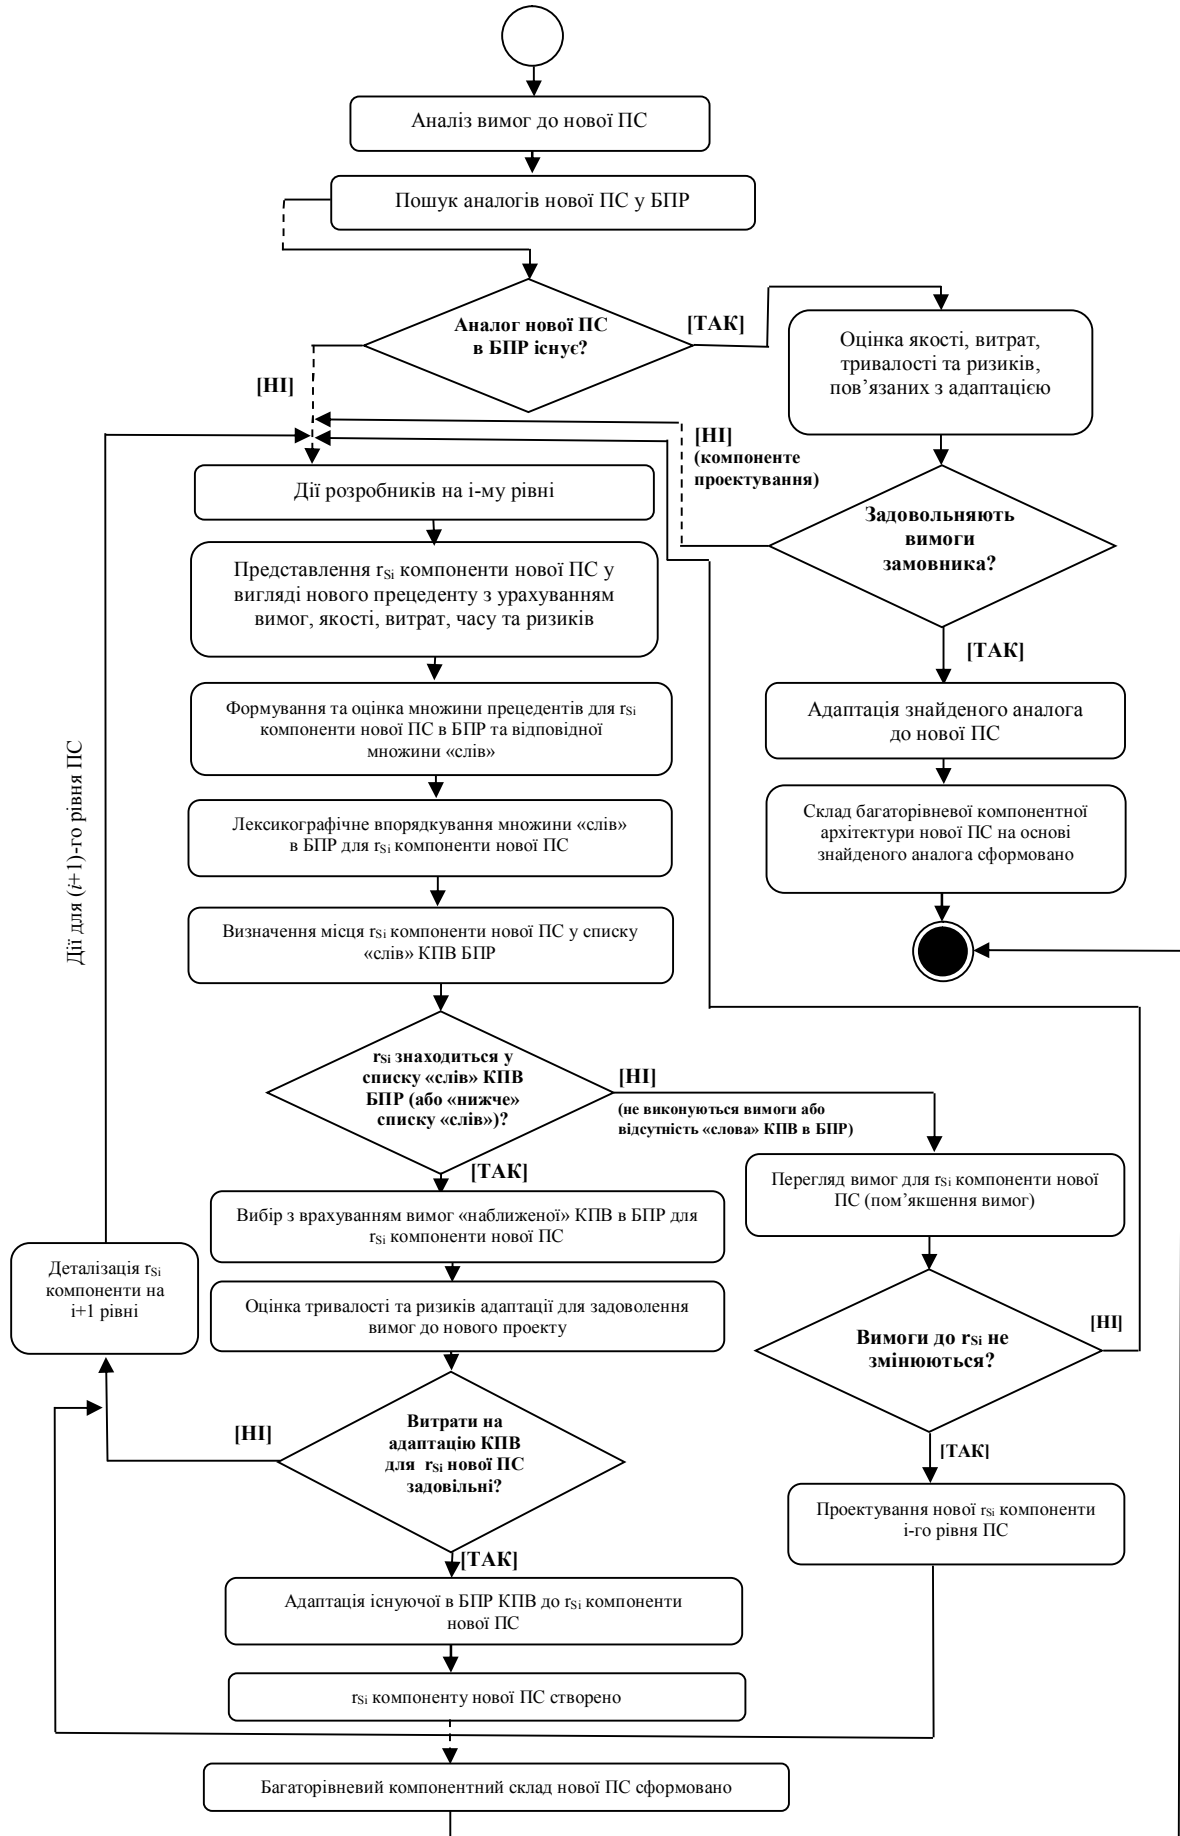 Аналіз вимог до нової ПС
Пошук аналогів нової ПС у БПР
Аналог нової ПС
в БПР існує?
[ТАК]
[НІ]
Оцінка якості, витрат,
тривалості та ризиків,
пов’язаних з адаптацією
[НІ]
(компоненте
проектування)
Задовольняють
вимоги
замовника?
[ТАК]
Адаптація знайденого аналога
до нової ПС
Склад багаторівневої компонентної
архітектури нової ПС на основі
знайденого аналога сформовано
Дії розробників на і-му рівні
Представлення rSi компоненти нової ПС у
вигляді нового прецеденту з урахуванням
вимог, якості, витрат, часу та ризиків
Формування та оцінка множини прецедентів для rSi
компоненти нової ПС в БПР та відповідної
множини «слів»
Лексикографічне впорядкування множини «слів»
в БПР для rSi компоненти нової ПС
Визначення місця rSi компоненти нової ПС у списку
«слів» КПВ БПР
Дії для (i+1)-го рівня ПС
rSi знаходиться у
списку «слів» КПВ
БПР (або «нижче»
списку «слів»)?
[НІ]
(не виконуються вимоги або
відсутність «слова» КПВ в БПР)
[ТАК]
Перегляд вимог для rSi компоненти нової
ПС (пом’якшення вимог)
Вибір з врахуванням вимог «наближеної» КПВ в БПР для
rSi компоненти нової ПС
Деталізація rSi
компоненти на
і+1 рівні
Оцінка тривалості та ризиків адаптації для задоволення
вимог до нового проекту
Вимоги до rSi не
змінюються?
[НІ]
[ТАК]
Витрати на
адаптацію КПВ
для rSi нової ПС
задовільні?
[НІ]
[ТАК]
Проектування нової rSi компоненти
і-го рівня ПС
Адаптація існуючої в БПР КПВ до rSi компоненти
нової ПС
rSi компоненту нової ПС створено
Багаторівневий компонентний склад нової ПС сформовано